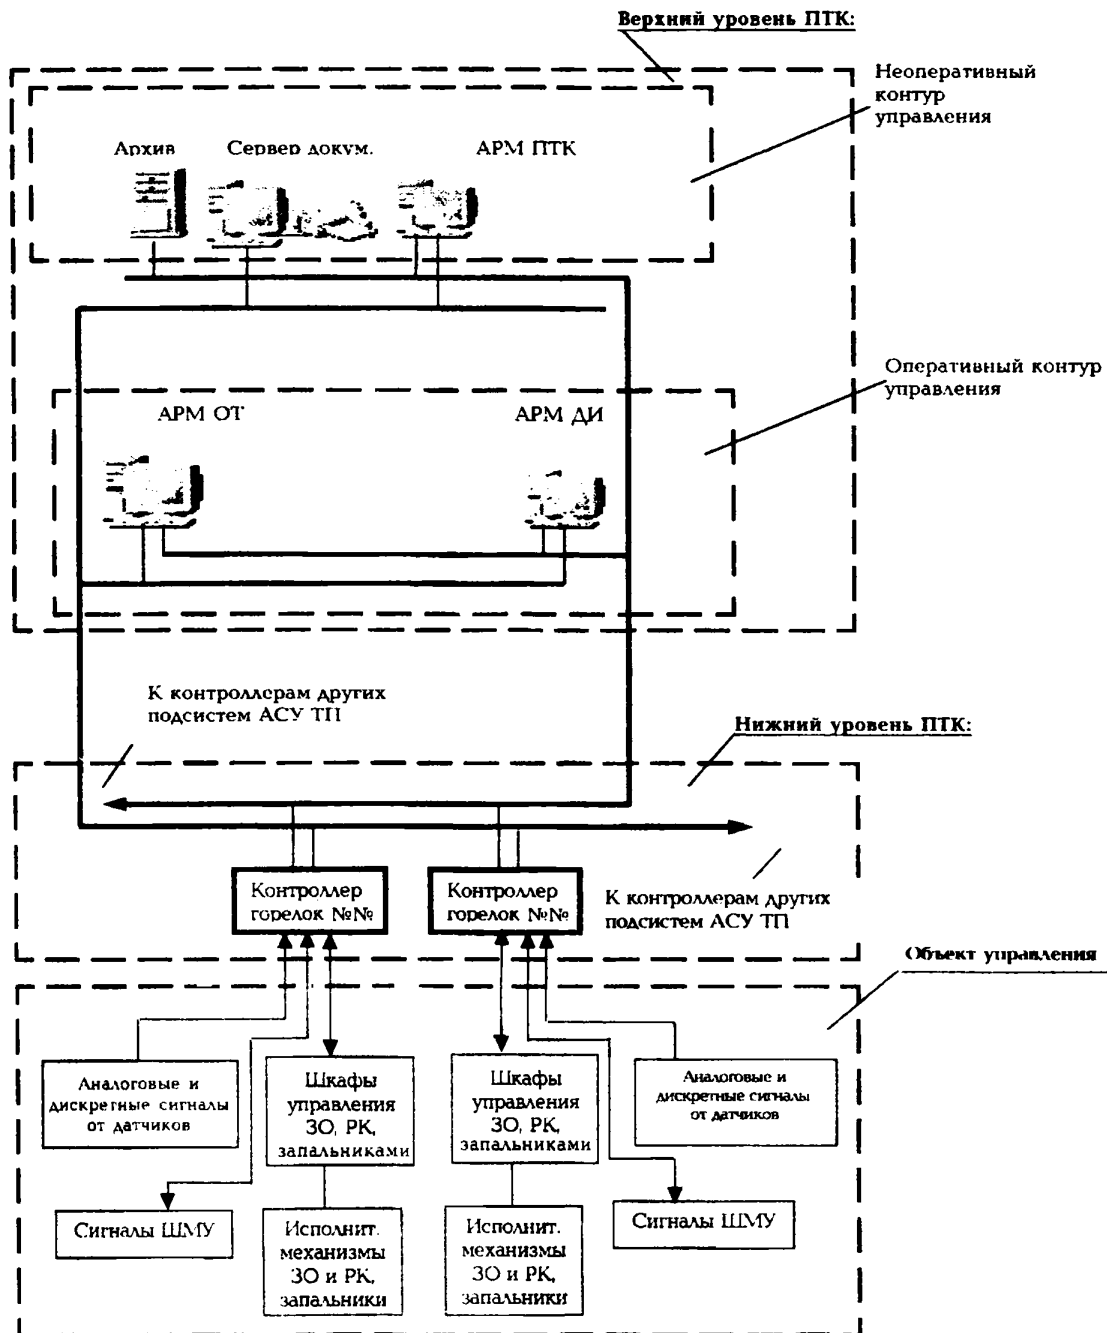 Верхний уровень ПТК:
Неоперативный
контур
управления
Архив
Сервер докум.
АРМ ПТК
Оперативный контур
управления
АРМ ОТ
АРМ ДИ
К контроллерам других
подсистем АСУ ТП
Нижний уровень ПТК:
Контроллер
горелок №№
Контроллер
горелок №№
К контроллерам других
подсистем АСУ ТП
Объект управления
Аналоговые и
дискретные сигналы
от датчиков
Шкафы
управления
ЗО, РК,
запальниками
Шкафы
управления
ЗО, РК,
запальниками
Аналоговые и
дискретные сигналы
от датчиков
Сигналы ШМУ
Исполнит.
механизмы
ЗО и РК,
запальники
Исполнит.
механизмы
ЗО и РК,
запальники
Сигналы ШМУ